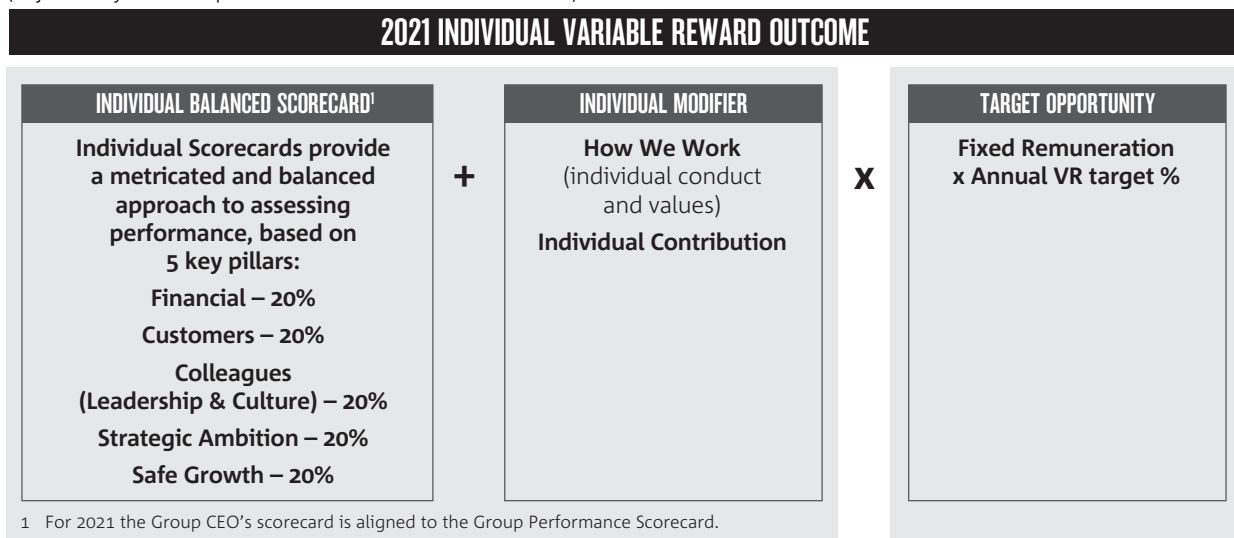 2021 INDIVIDUAL VARIABLE REWARD OUTCOME
INDIVIDUAL BALANCED SCORECARD¹
Individual Scorecards provide
a metricated and balanced
approach to assessing
performance, based on
5 key pillars:
Financial – 20%
Customers – 20%
Colleagues
(Leadership & Culture) – 20%
Strategic Ambition – 20%
Safe Growth – 20%
+
INDIVIDUAL MODIFIER
How We Work
(individual conduct
and values)
Individual Contribution
x
TARGET OPPORTUNITY
Fixed Remuneration
x Annual VR target %
1 For 2021 the Group CEO’s scorecard is aligned to the Group Performance Scorecard.